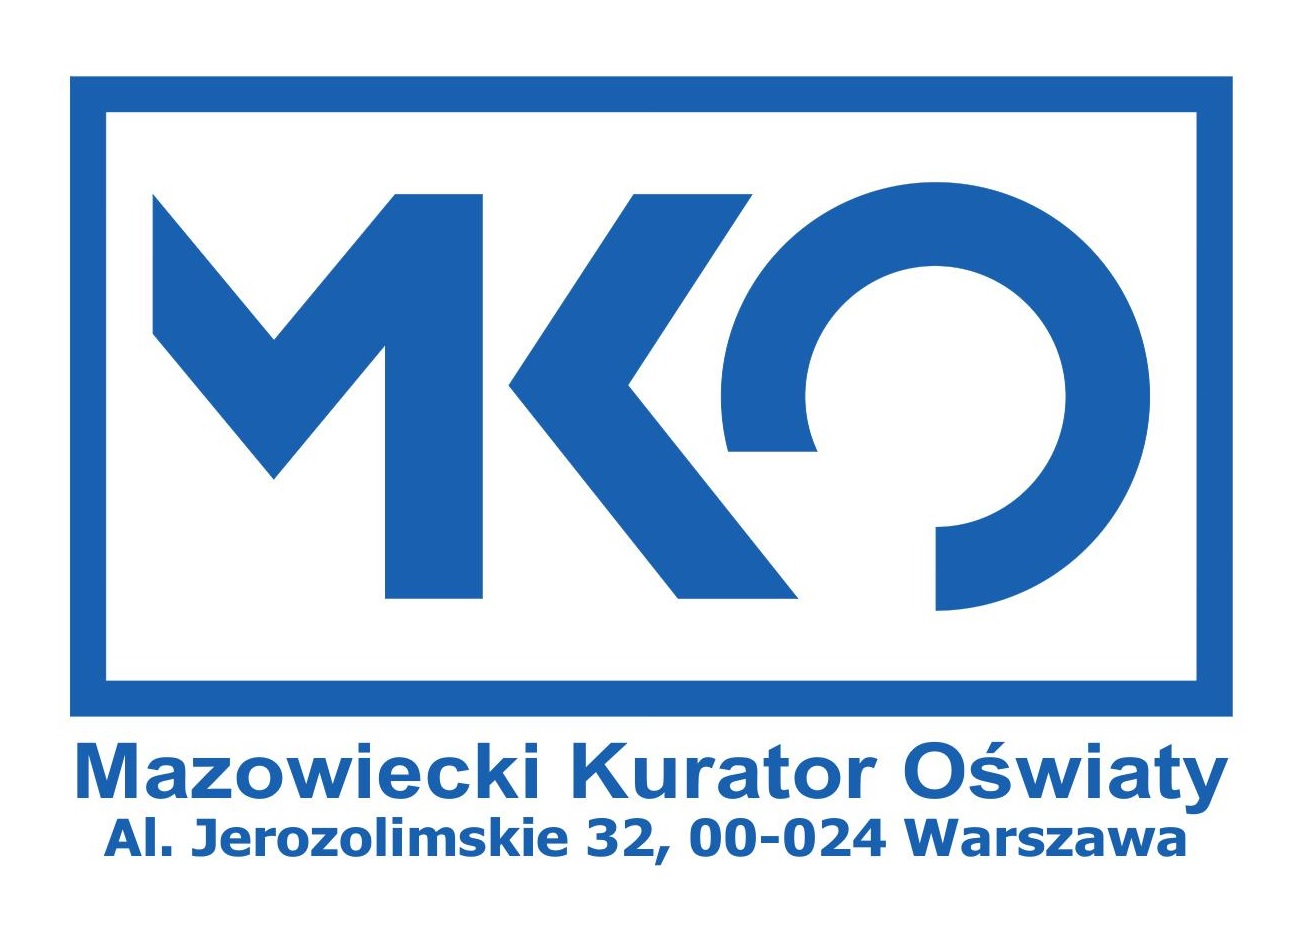 MKO
Mazowiecki Kurator Oświaty
Al. Jerozolimskie 32, 00-024 Warszawa